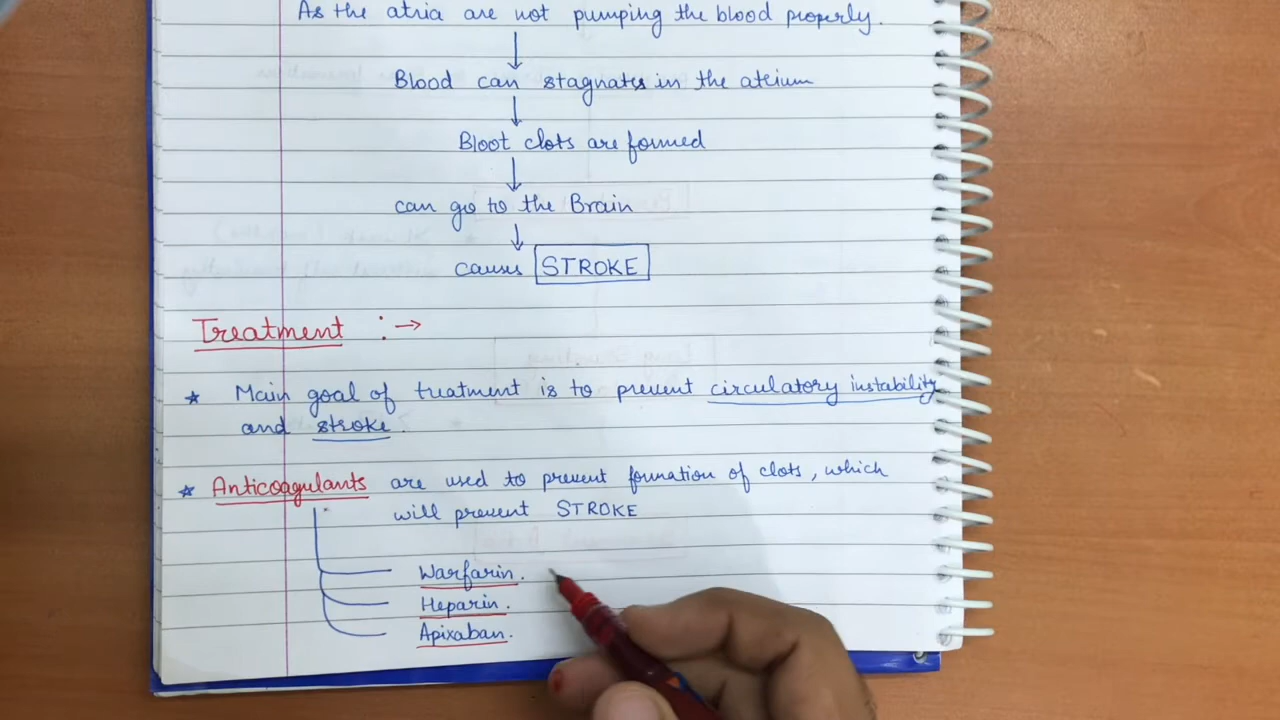 As the atria are not pumping the blood properly.
↓
Blood can stagnates in the atrium
↓
Bloot clots are formed
↓
can go to the Brain
↓
causes STROKE
Treatment :→
* Main goal of treatment is to prevent circulatory instability
and stroke.
* Anticoagulants are used to prevent formation of clots, which
will prevent STROKE
Warfarin.
Heparin.
Apixaban.